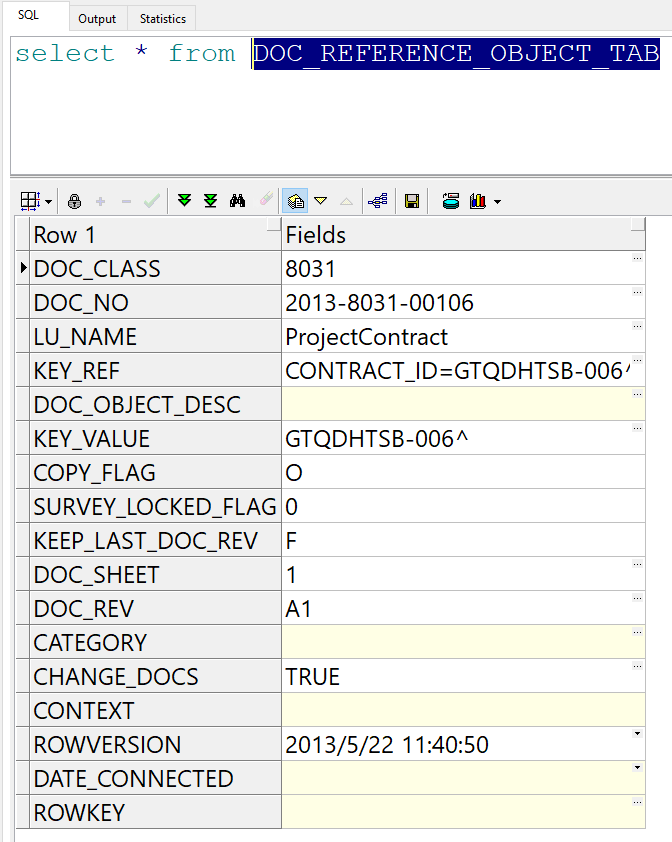 SQL Output Statistics
select * from DOC_REFERENCE_OBJECT_TAB
Row 1 Fields
DOC_CLASS 8031
DOC_NO 2013-8031-00106
LU_NAME ProjectContract
KEY_REF CONTRACT_ID=GTQDHTSB-006^
DOC_OBJECT_DESC
KEY_VALUE GTQDHTSB-006^
COPY_FLAG O
SURVEY_LOCKED_FLAG 0
KEEP_LAST_DOC_REV F
DOC_SHEET 1
DOC_REV A1
CATEGORY
CHANGE_DOCS TRUE
CONTEXT
ROWVERSION 2013/5/22 11:40:50
DATE_CONNECTED
ROWKEY